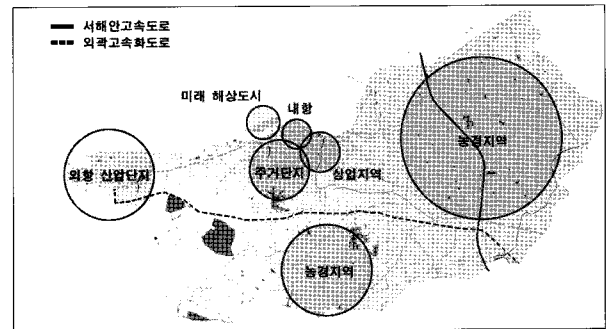 서해안고속도로
외곽고속화도로
미래 해상도시
내항
농경지역
외항 산업단지
주거단지
상업지역
농경지역